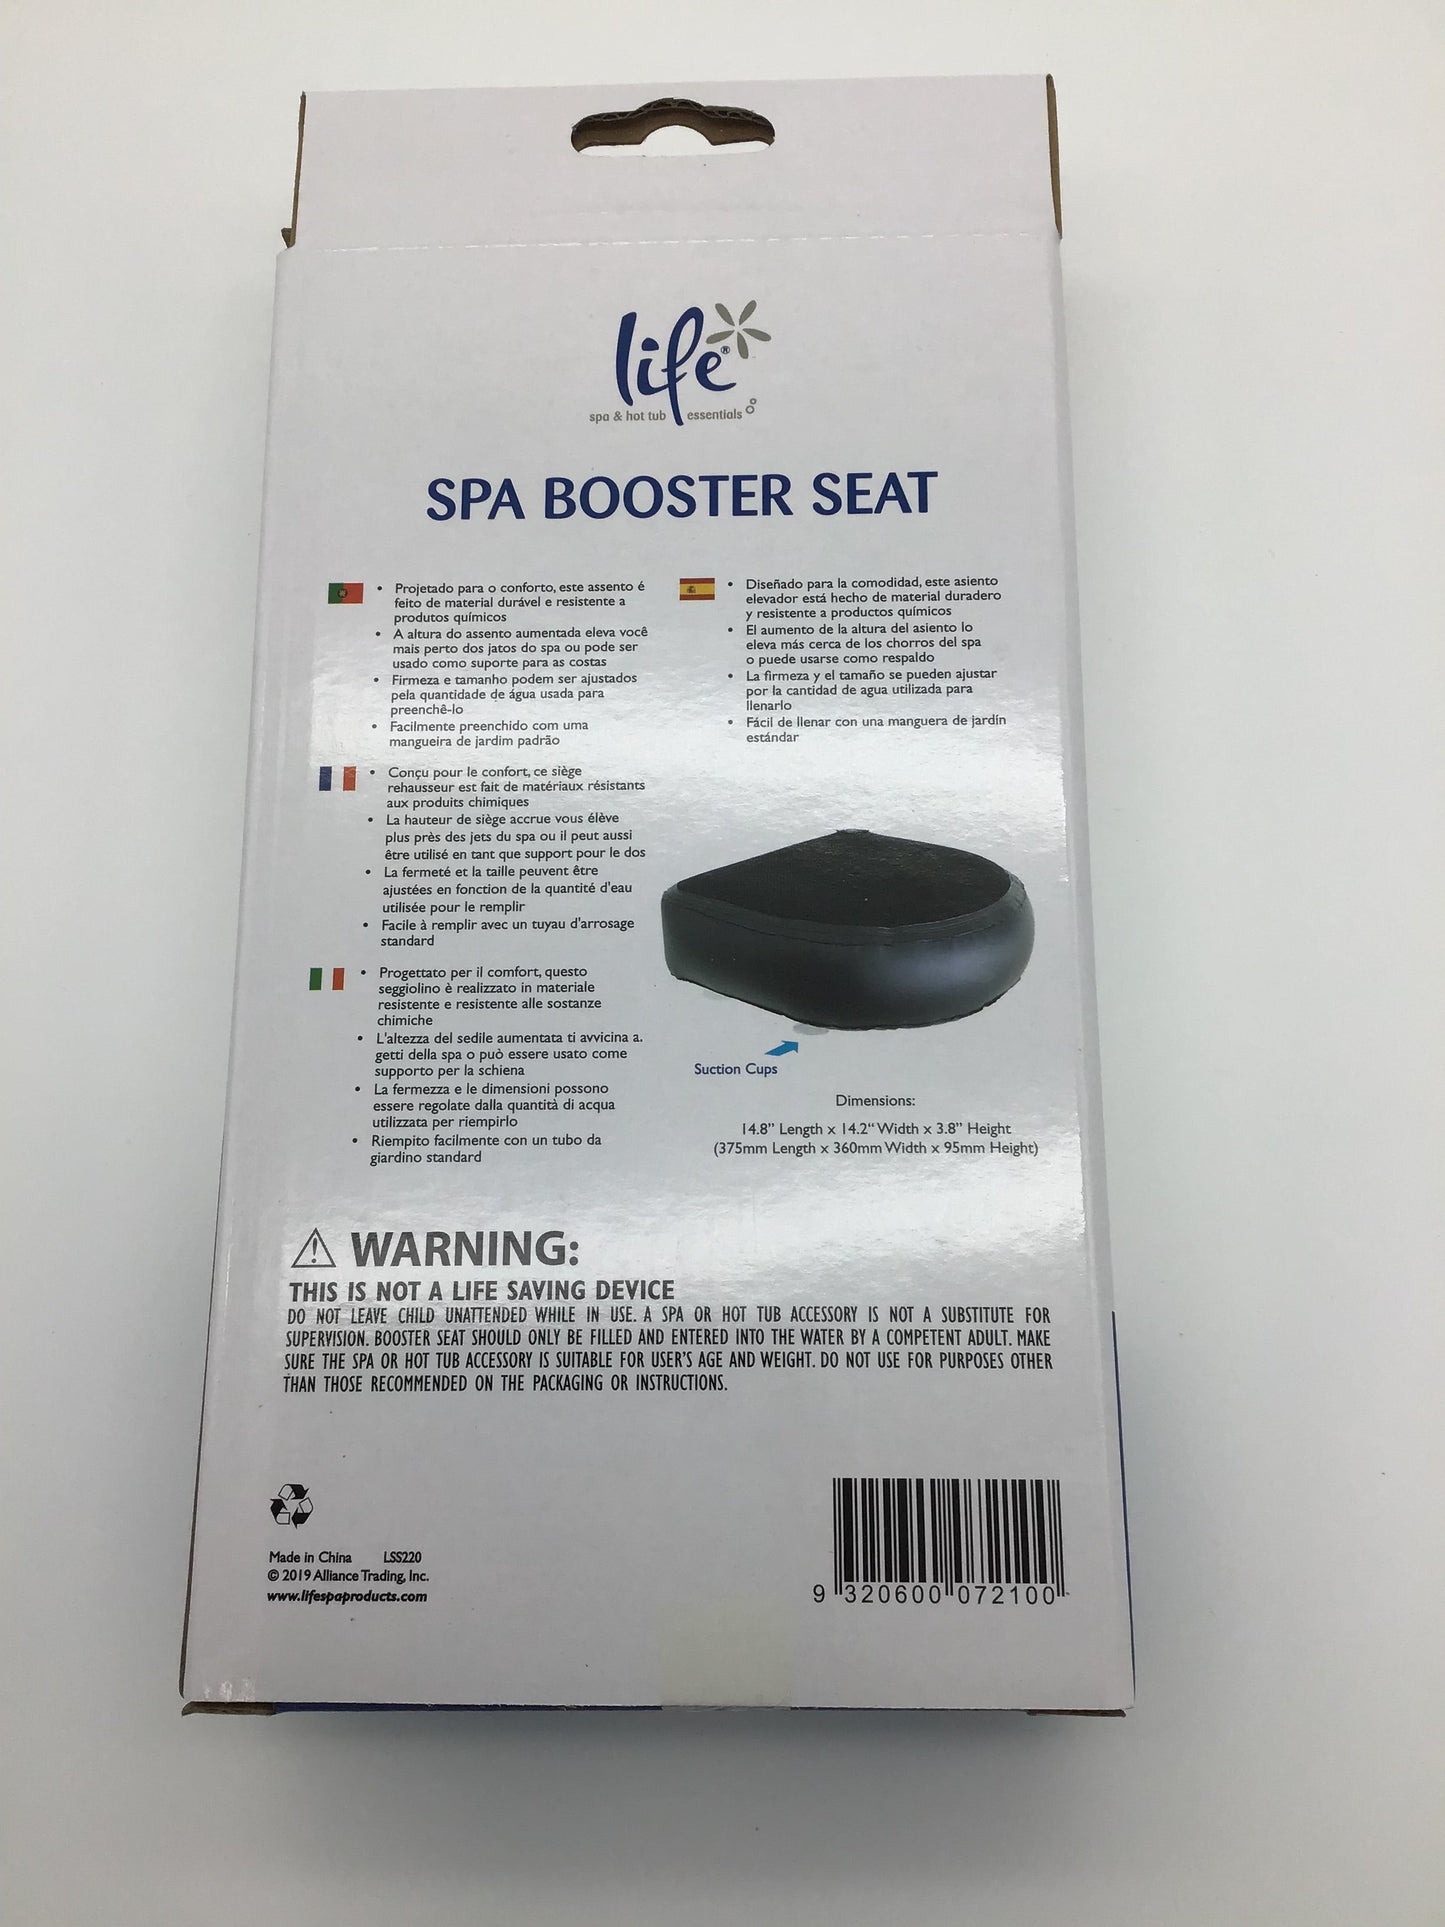 life®
spa & hot tub essentials
SPA BOOSTER SEAT
• Projetado para o conforto, este assento é
feito de material durável e resistente a
produtos químicos
• A altura do assento aumentada eleva você
mais perto dos jatos do spa ou pode ser
usado como suporte para as costas
• Firmeza e tamanho podem ser ajustados
pela quantidade de água usada para
preenchê-lo
• Facilmente preenchido com uma
mangueira de jardim padrão
• Diseñado para la comodidad, este asiento
elevador está hecho de material duradero
y resistente a productos químicos
• El aumento de la altura del asiento lo
eleva más cerca de los chorros del spa
o puede usarse como respaldo
• La firmeza y el tamaño se pueden ajustar
por la cantidad de agua utilizada para
llenarlo
• Fácil de llenar con una manguera de jardín
estándar
• Conçu pour le confort, ce siège
rehausseur est fait de matériaux résistants
aux produits chimiques
• La hauteur de siège accrue vous élève
plus près des jets du spa ou il peut aussi
être utilisé en tant que support pour le dos
• La fermeté et la taille peuvent être
ajustées en fonction de la quantité d'eau
utilisée pour le remplir
• Facile à remplir avec un tuyau d'arrosage
standard
• Progettato per il comfort, questo
seggiolino è realizzato in materiale
resistente e resistente alle sostanze
chimiche
• L'altezza del sedile aumentata ti avvicina a.
getti della spa o può essere usato come
supporto per la schiena
• La fermezza e le dimensioni possono
essere regolate dalla quantità di acqua
utilizzata per riempirlo
• Riempito facilmente con un tubo da
giardino standard
Suction Cups
Dimensions:
14.8” Length x 14.2“ Width x 3.8” Height
(375mm Length x 360mm Width x 95mm Height)
WARNING:
THIS IS NOT A LIFE SAVING DEVICE
DO NOT LEAVE CHILD UNATTENDED WHILE IN USE. A SPA OR HOT TUB ACCESSORY IS NOT A SUBSTITUTE FOR
SUPERVISION. BOOSTER SEAT SHOULD ONLY BE FILLED AND ENTERED INTO THE WATER BY A COMPETENT ADULT. MAKE
SURE THE SPA OR HOT TUB ACCESSORY IS SUITABLE FOR USER'S AGE AND WEIGHT. DO NOT USE FOR PURPOSES OTHER
THAN THOSE RECOMMENDED ON THE PACKAGING OR INSTRUCTIONS.
Made in China LSS220
© 2019 Alliance Trading, Inc.
www.lifespaproducts.com
9 320600 072100